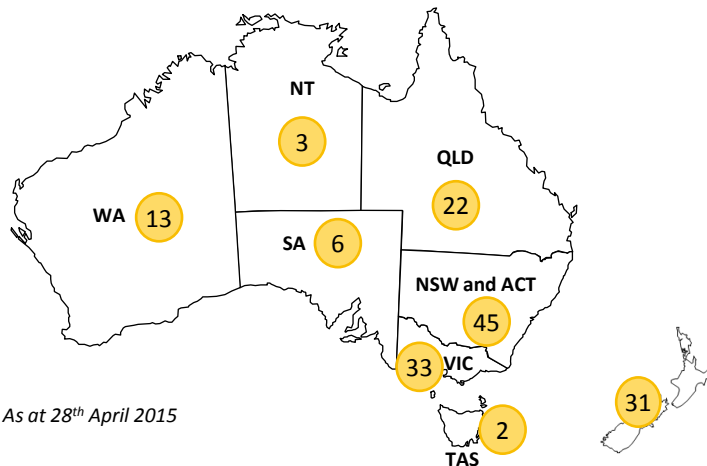 NT
3
QLD
22
WA
13
SA
6
NSW and ACT
45
33
VIC
31
As at 28th April 2015
2
TAS